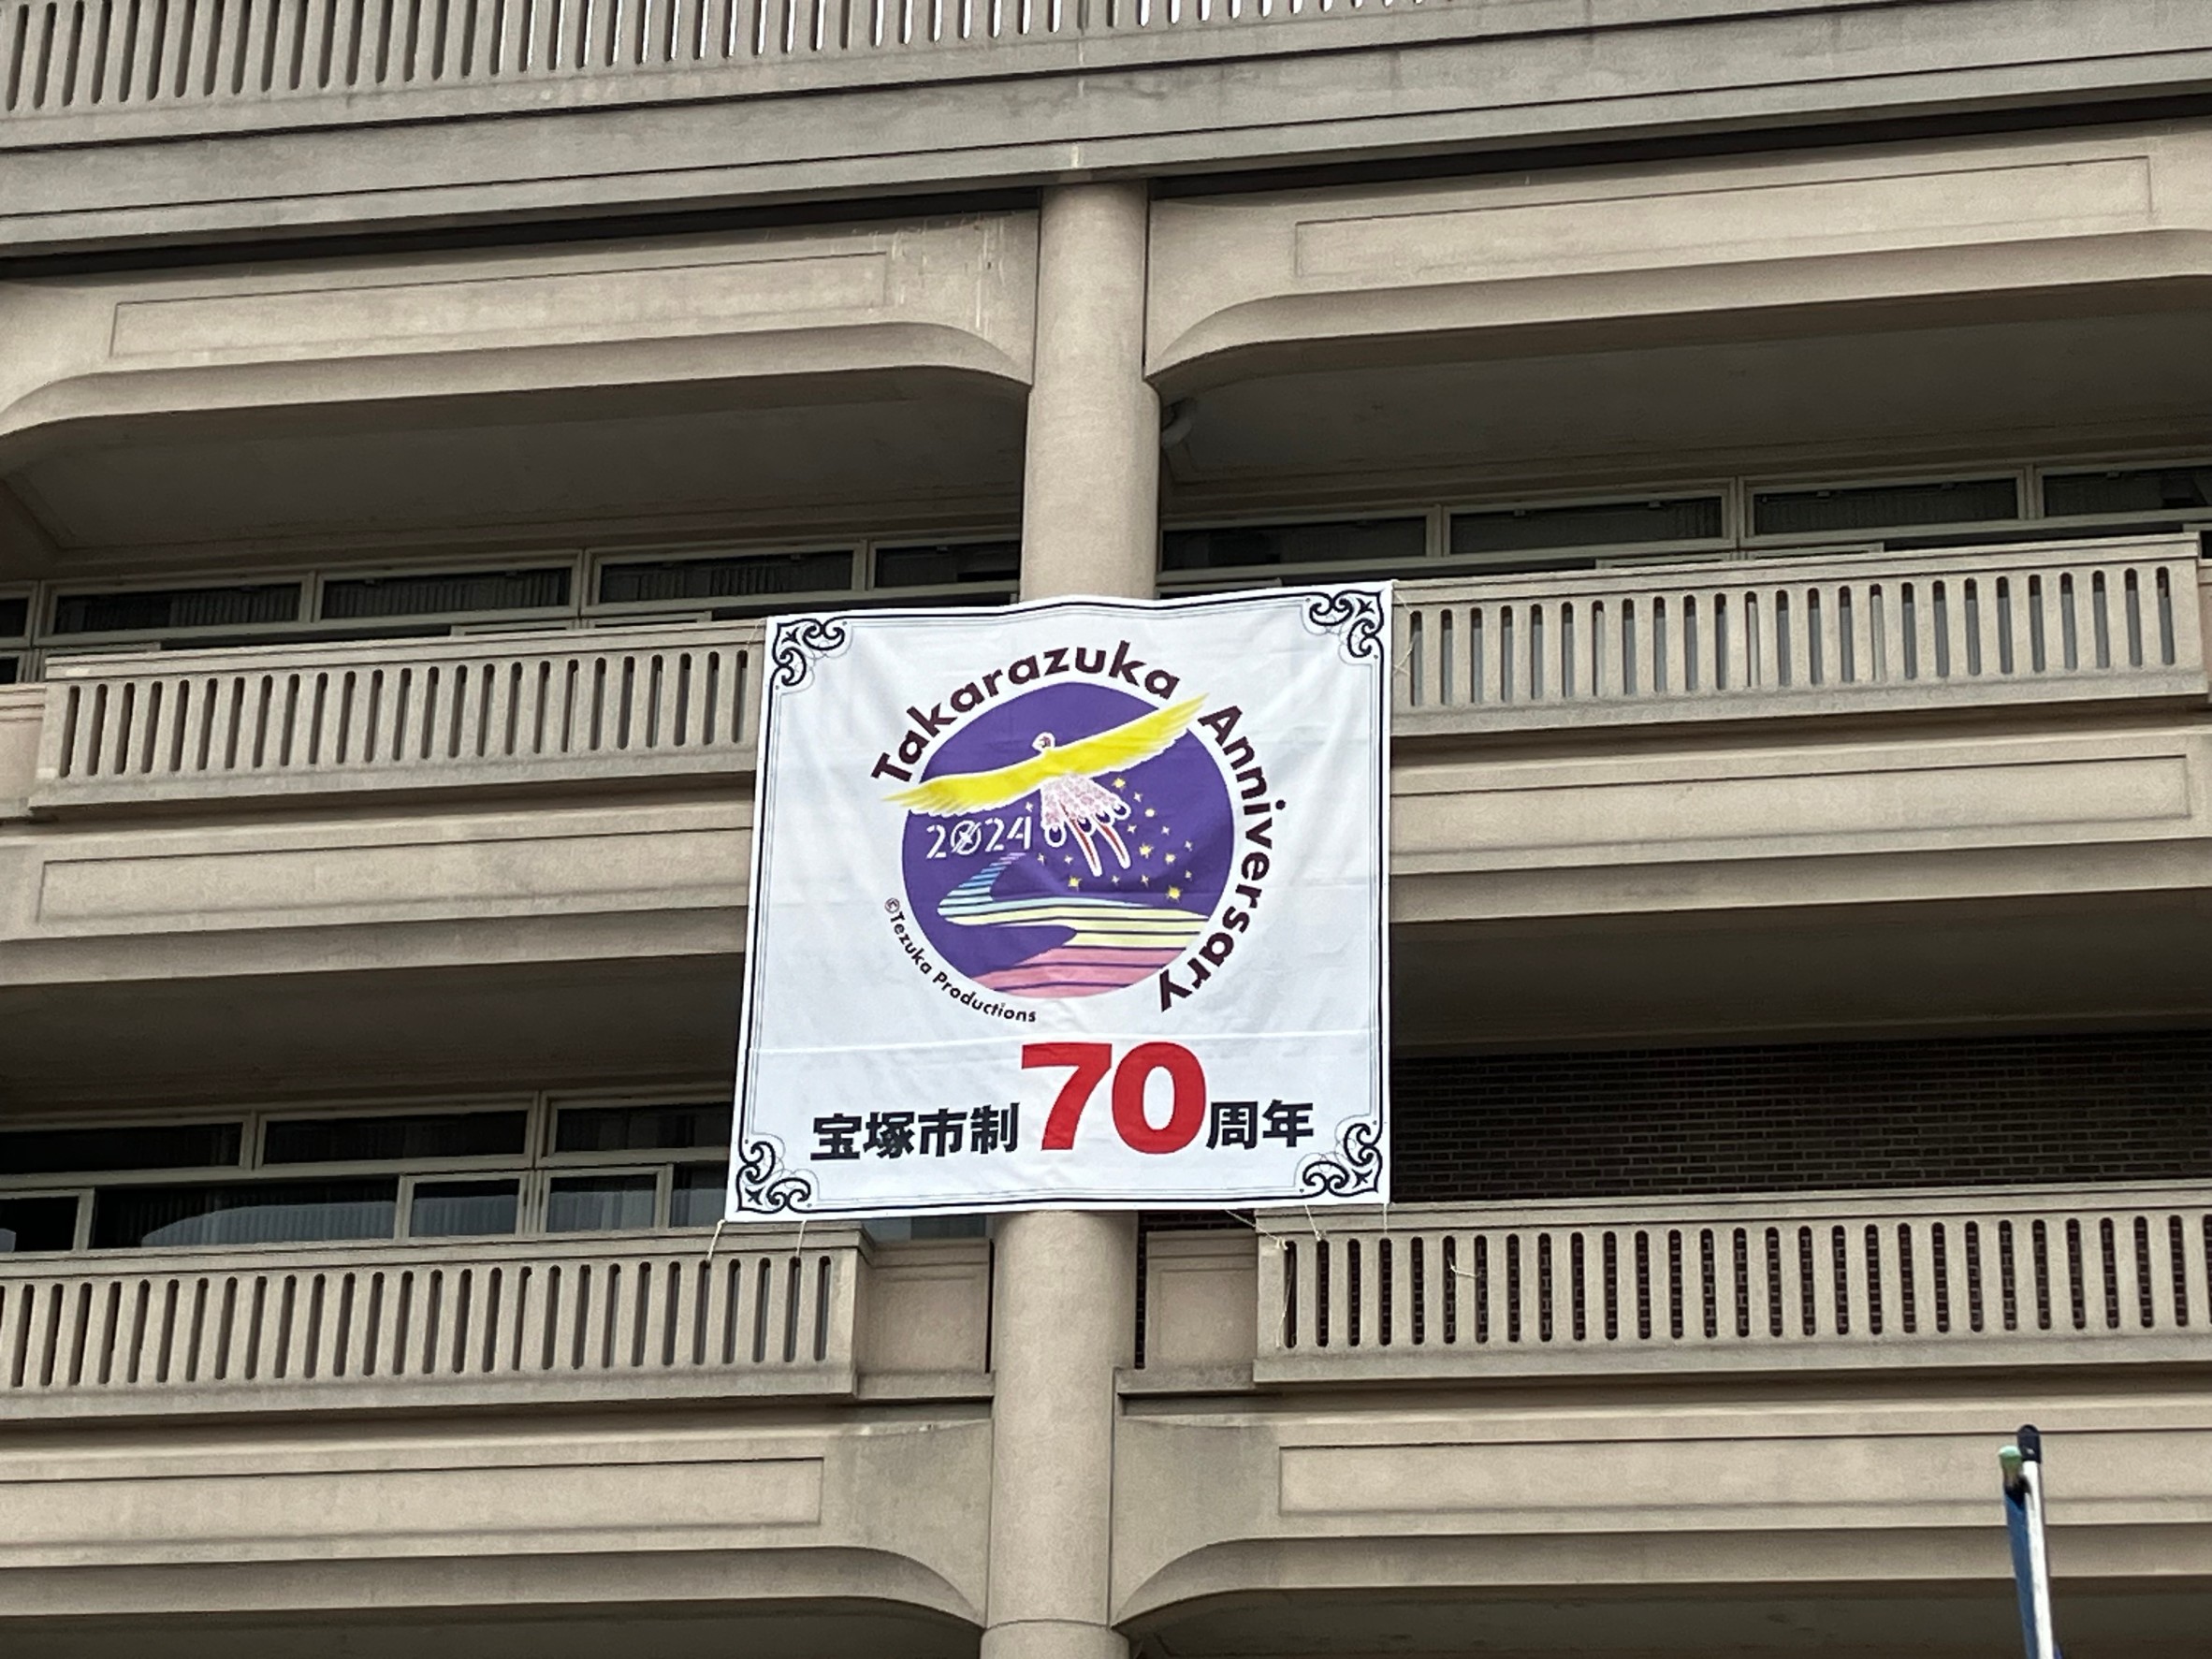 Takarazuka Anniversary
2024
©Tezuka Productions
宝塚市制70周年